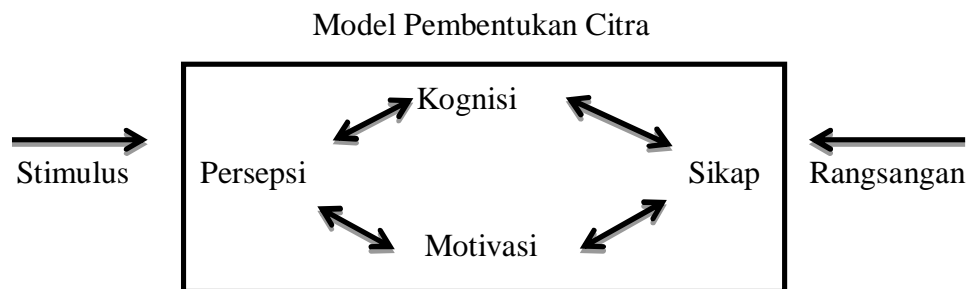 Model Pembentukan Citra
Kognisi
Stimulus Persepsi Sikap Rangsangan
Motivasi